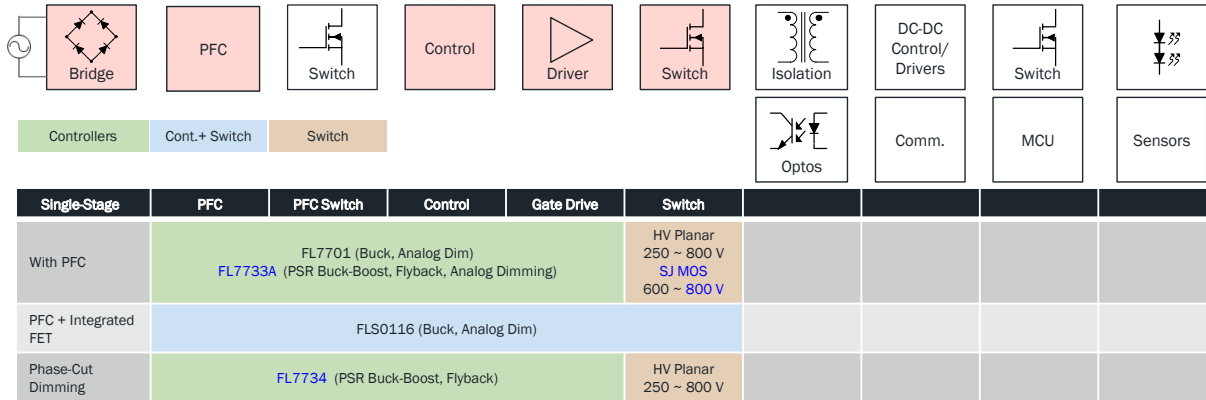 Bridge
PFC
Switch
Control
Driver
Switch
Isolation
DC-DC
Control/
Drivers
Switch
Controllers
Cont.+ Switch
Switch
Optos
Comm.
MCU
Sensors
Single-Stage
PFC
PFC Switch
Control
Gate Drive
Switch
With PFC
FL7701 (Buck, Analog Dim)
FL7733A (PSR Buck-Boost, Flyback, Analog Dimming)
HV Planar
250 ~ 800 V
SJ MOS
600 ~ 800 V
PFC + Integrated
FET
FLS0116 (Buck, Analog Dim)
Phase-Cut
Dimming
FL7734 (PSR Buck-Boost, Flyback)
HV Planar
250 ~ 800 V